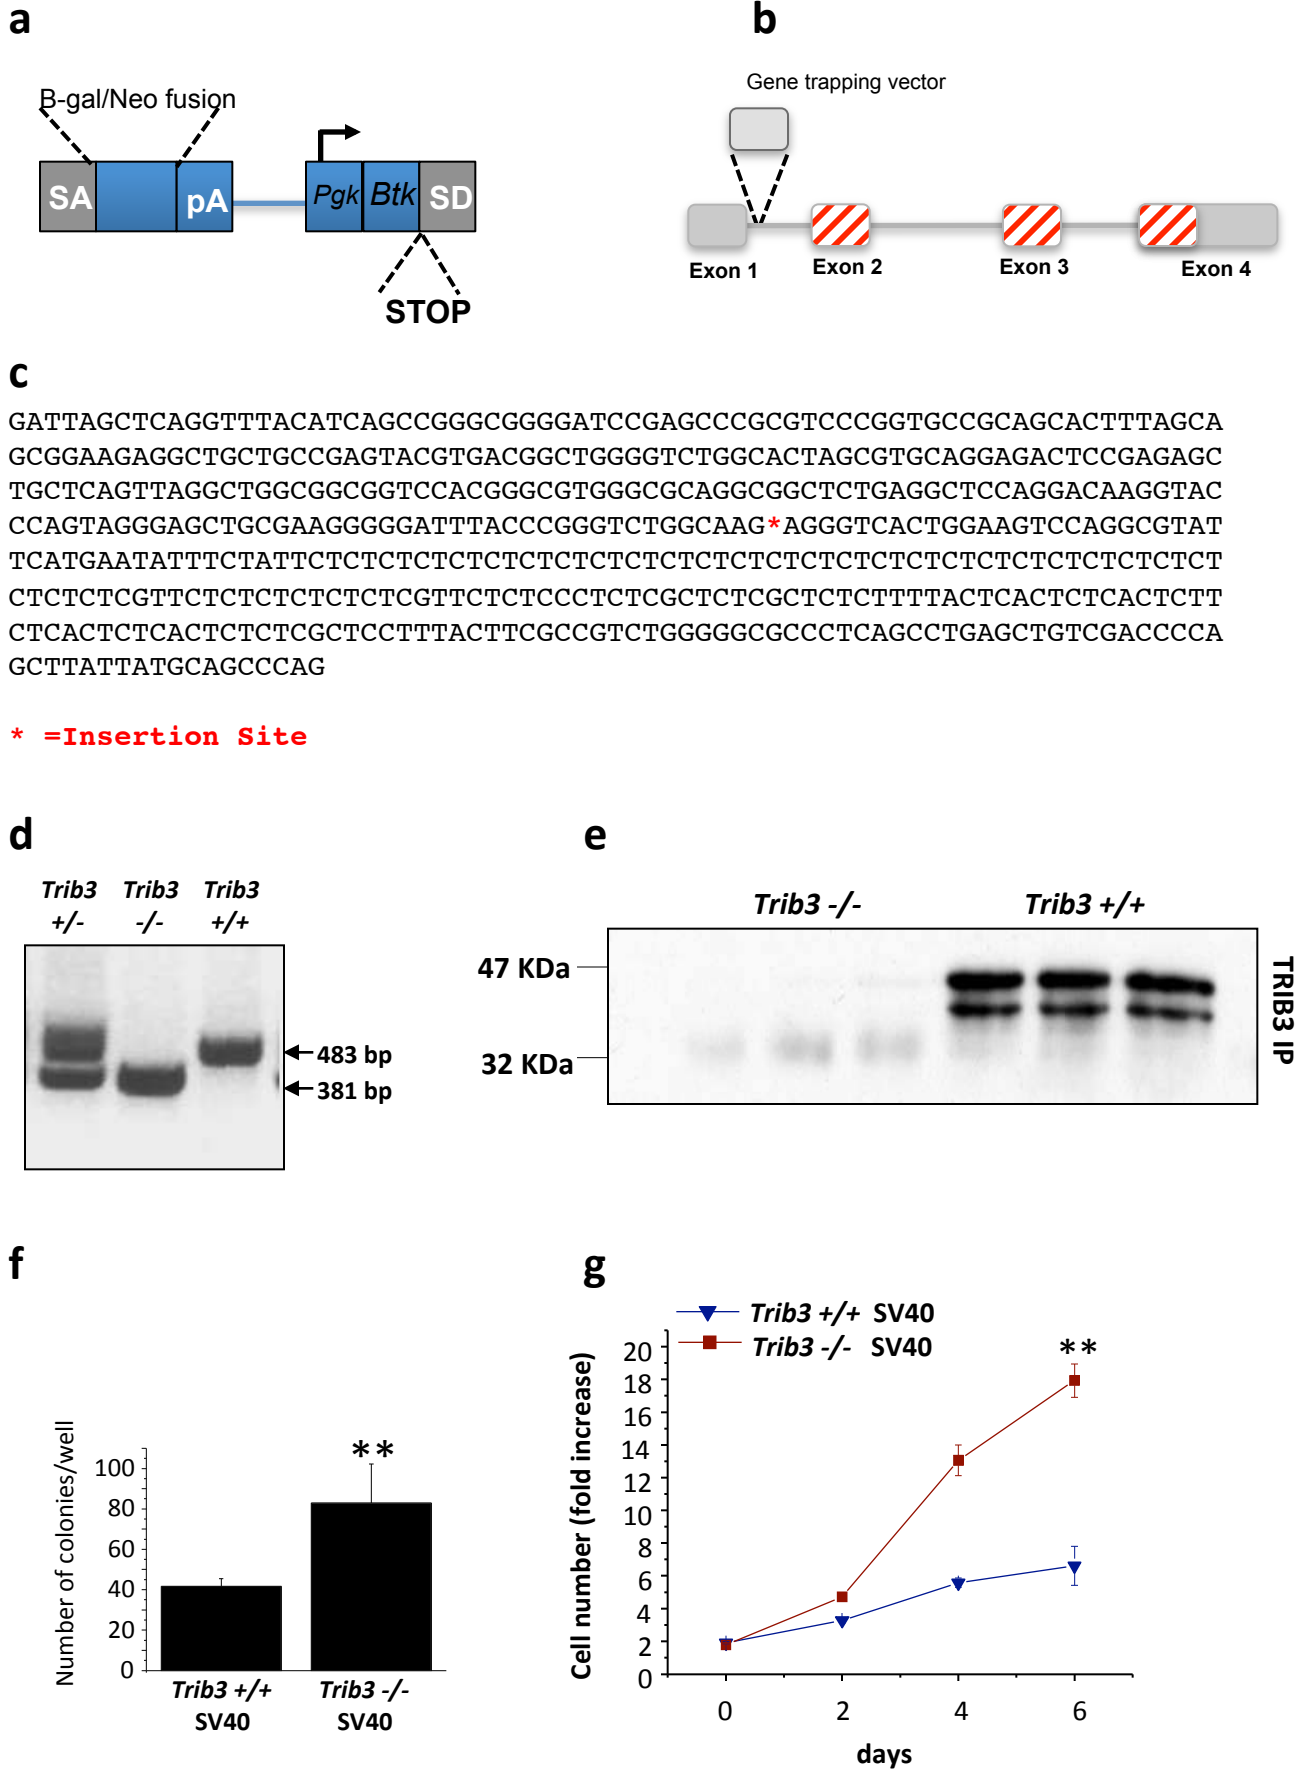 a
B-gal/Neo fusion
SA
pA
Pgk
Btk
SD
STOP
b
Gene trapping vector
Exon 1
Exon 2
Exon 3
Exon 4
c
GATTAGCTCAGGTTTACATCAGCCGGGCGGGGATCCGAGCCCGCGTCCCGGTGCCGCAGCACTTTAGCA
GCGGAAGAGGCTGCTGCCGAGTACGTGACGGCTGGGGTCTGGCACTAGCGTGCAGGAGACTCCGAGAGC
TGCTCAGTTAGGCTGGCGGCGGTCCACGGGCGTGGGCGCAGGCGGCTCTGAGGCTCCAGGACAAGGTAC
CCAGTAGGGAGCTGCGAAGGGGGATTTACCCGGGTCTGGCAAG*AGGGTCACTGGAAGTCCAGGCGTAT
TCATGAATATTTCTATTCTCTCTCTCTCTCTCTCTCTCTCTCTCTCTCTCTCTCTCTCTCTCTCTCTCT
CTCTCTCGTTCTCTCTCTCTCTCGTTCTCTCCCTCTCGCTCTCGCTCTCTTTTACTCACTCTCACTCTT
CTCACTCTCACTCTCTCGCTCCTTTACTTCGCCGTCTGGGGGCGCCCTCAGCCTGAGCTGTCGACCCCA
GCTTATTATGCAGCCCAG
* =Insertion Site
d
Trib3 +/-
Trib3 -/-
Trib3 +/+
483 bp
381 bp
e
Trib3 -/-
Trib3 +/+
47 KDa
32 KDa
TRIB3 IP
f
Number of colonies/well
100
80
60
40
20
0
**
Trib3 +/+ SV40
Trib3 -/- SV40
g
Trib3 +/+ SV40
Trib3 -/- SV40
**
Cell number (fold increase)
20
18
16
14
12
10
8
6
4
2
0
0 2 4 6
days